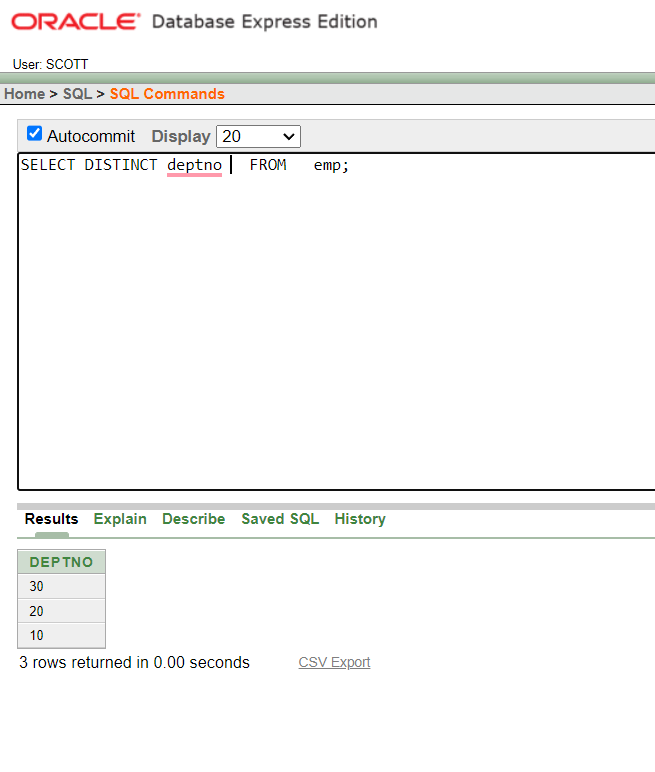 ORACLE Database Express Edition
User: SCOTT
Home > SQL > SQL Commands
Autocommit Display 20
SELECT DISTINCT deptno FROM emp;
Results Explain Describe Saved SQL History
DEPTNO
30
20
10
3 rows returned in 0.00 seconds CSV Export